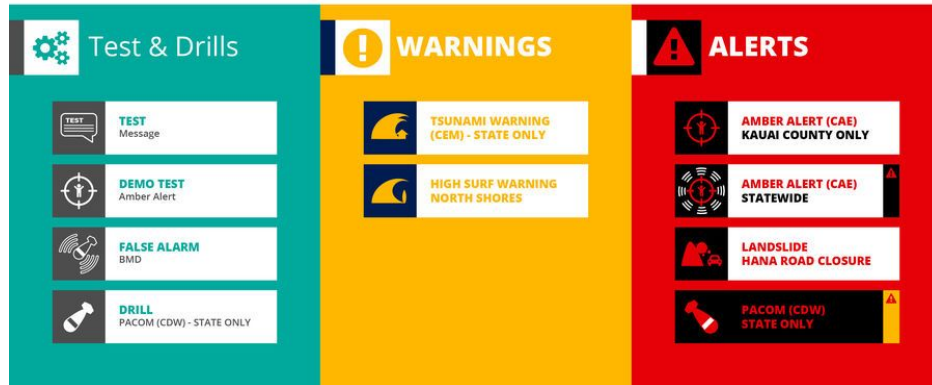 Test & Drills
TEST
TEST
Message
DEMO TEST
Amber Alert
FALSE ALARM
BMD
DRILL
PACOM (CDW) - STATE ONLY
WARNINGS
TSUNAMI WARNING
(CEM) - STATE ONLY
HIGH SURF WARNING
NORTH SHORES
ALERTS
AMBER ALERT (CAE)
KAUAI COUNTY ONLY
AMBER ALERT (CAE)
STATEWIDE
LANDSLIDE
HANA ROAD CLOSURE
PACOM (CDW)
STATE ONLY